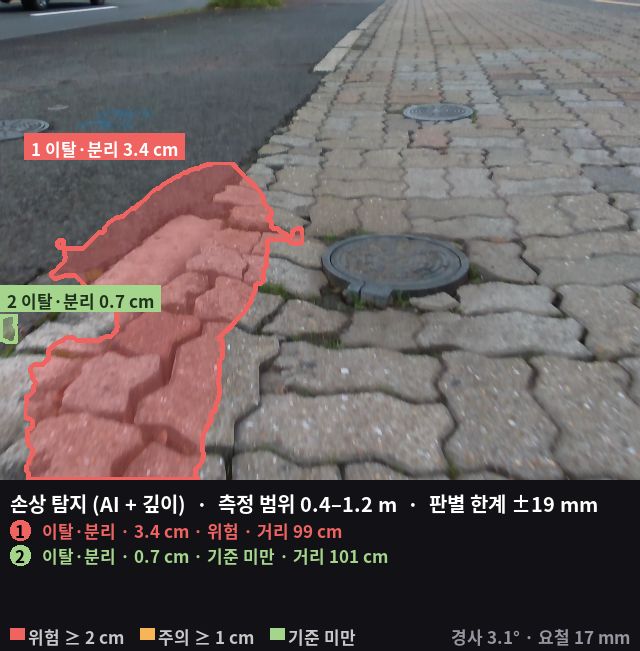 1 이탈·분리 3.4 cm
2 이탈·분리 0.7 cm
손상 탐지 (AI + 깊이) · 측정 범위 0.4–1.2 m · 판별 한계 ±19 mm
1 이탈·분리 · 3.4 cm · 위험 · 거리 99 cm
2 이탈·분리 · 0.7 cm · 기준 미만 · 거리 101 cm
위험 ≥ 2 cm 주의 ≥ 1 cm 기준 미만 경사 3.1° · 요철 17 mm